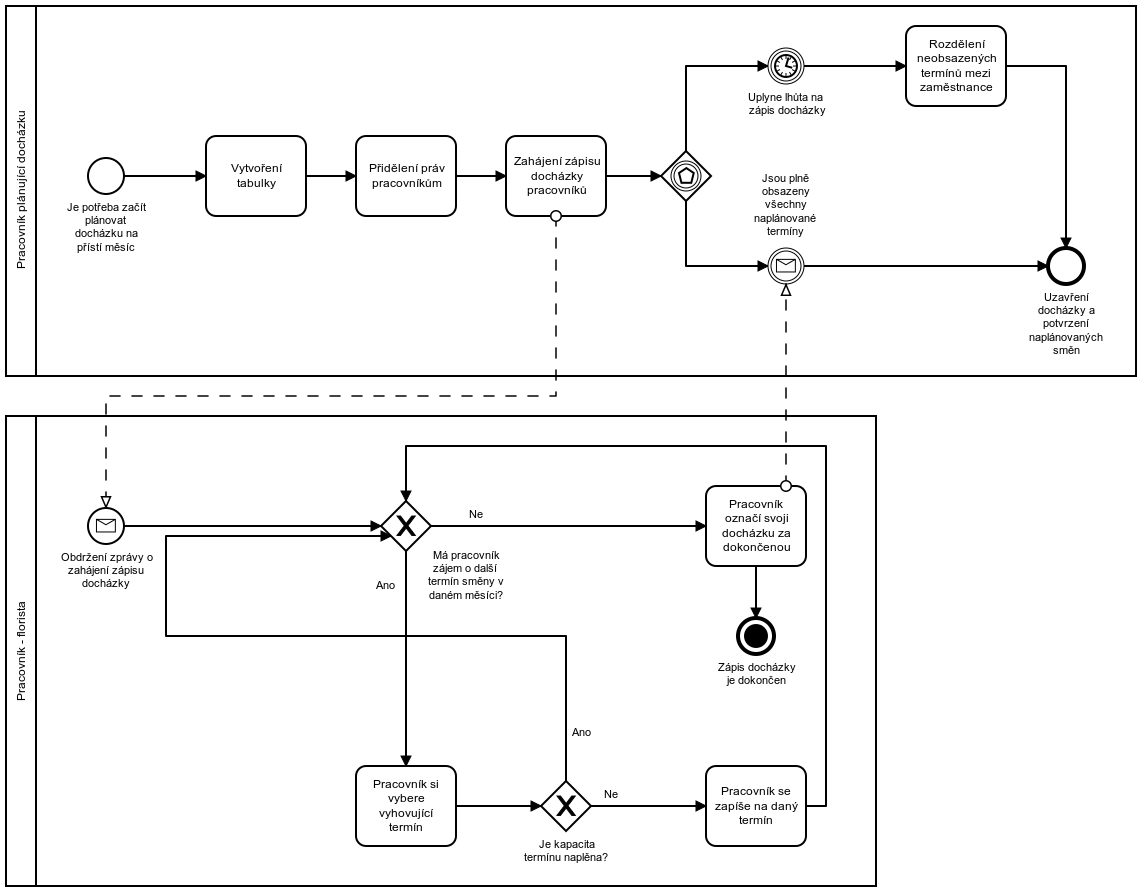 Pracovník plánující docházku
Je potřeba začít
plánovat
docházku na
příští měsíc
Vytvoření
tabulky
Přidělení práv
pracovníkům
Zahájení zápisu
docházky
pracovníků
Uplyne lhůta na
zápis docházky
Rozdělení
neobsazených
termínů mezi
zaměstnance
Jsou plně
obsazeny
všechny
naplánované
termíny
Uzavření
docházky a
potvrzení
naplánovaných
směn
Pracovník - florista
Obdržení zprávy o
zahájení zápisu
docházky
Ne
Má pracovník
zájem o další
termín směny v
daném měsíci?
Ano
Pracovník
označí svoji
docházku za
dokončenou
Zápis docházky
je dokončen
Pracovník si
vybere
vyhovující
termín
Ano
Ne
Je kapacita
termínu naplěna?
Pracovník se
zapíše na daný
termín